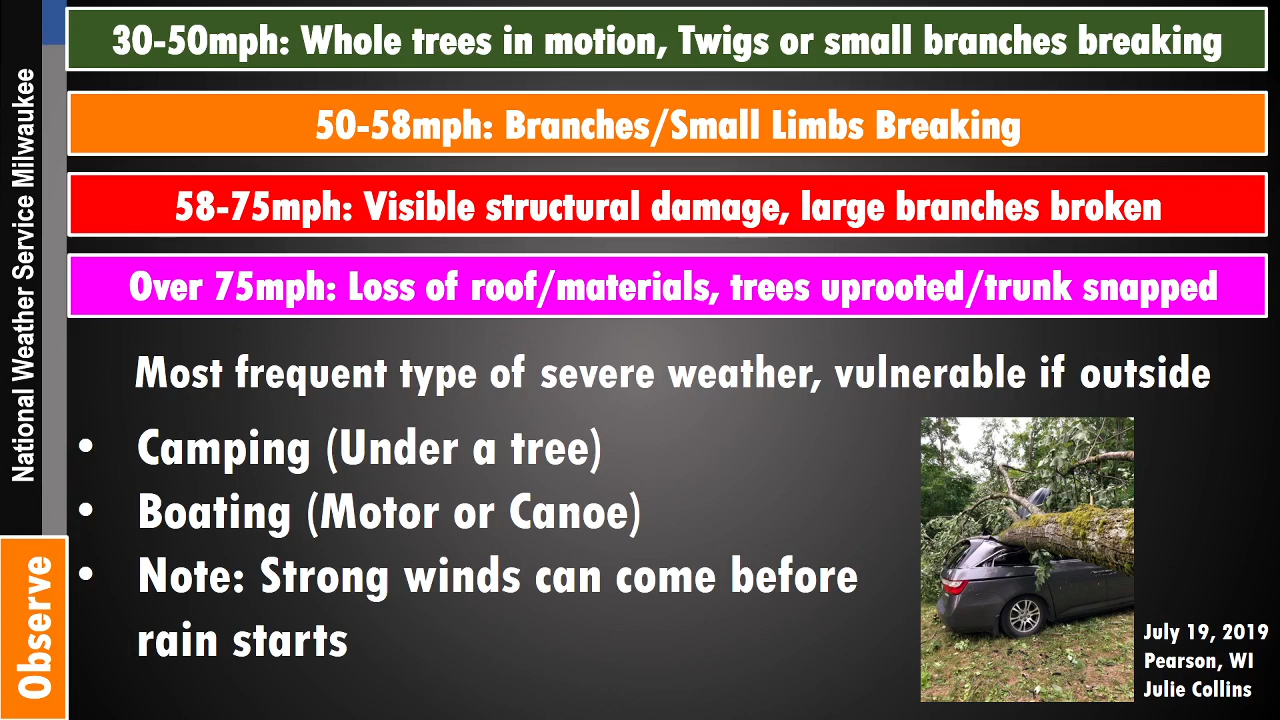 30-50mph: Whole trees in motion, Twigs or small branches breaking
50-58mph: Branches/Small Limbs Breaking
58-75mph: Visible structural damage, large branches broken
Over 75mph: Loss of roof/materials, trees uprooted/trunk snapped
Most frequent type of severe weather, vulnerable if outside
• Camping (Under a tree)
• Boating (Motor or Canoe)
• Note: Strong winds can come before
rain starts
July 19, 2019
Pearson, WI
Julie Collins
National Weather Service Milwaukee
Observe